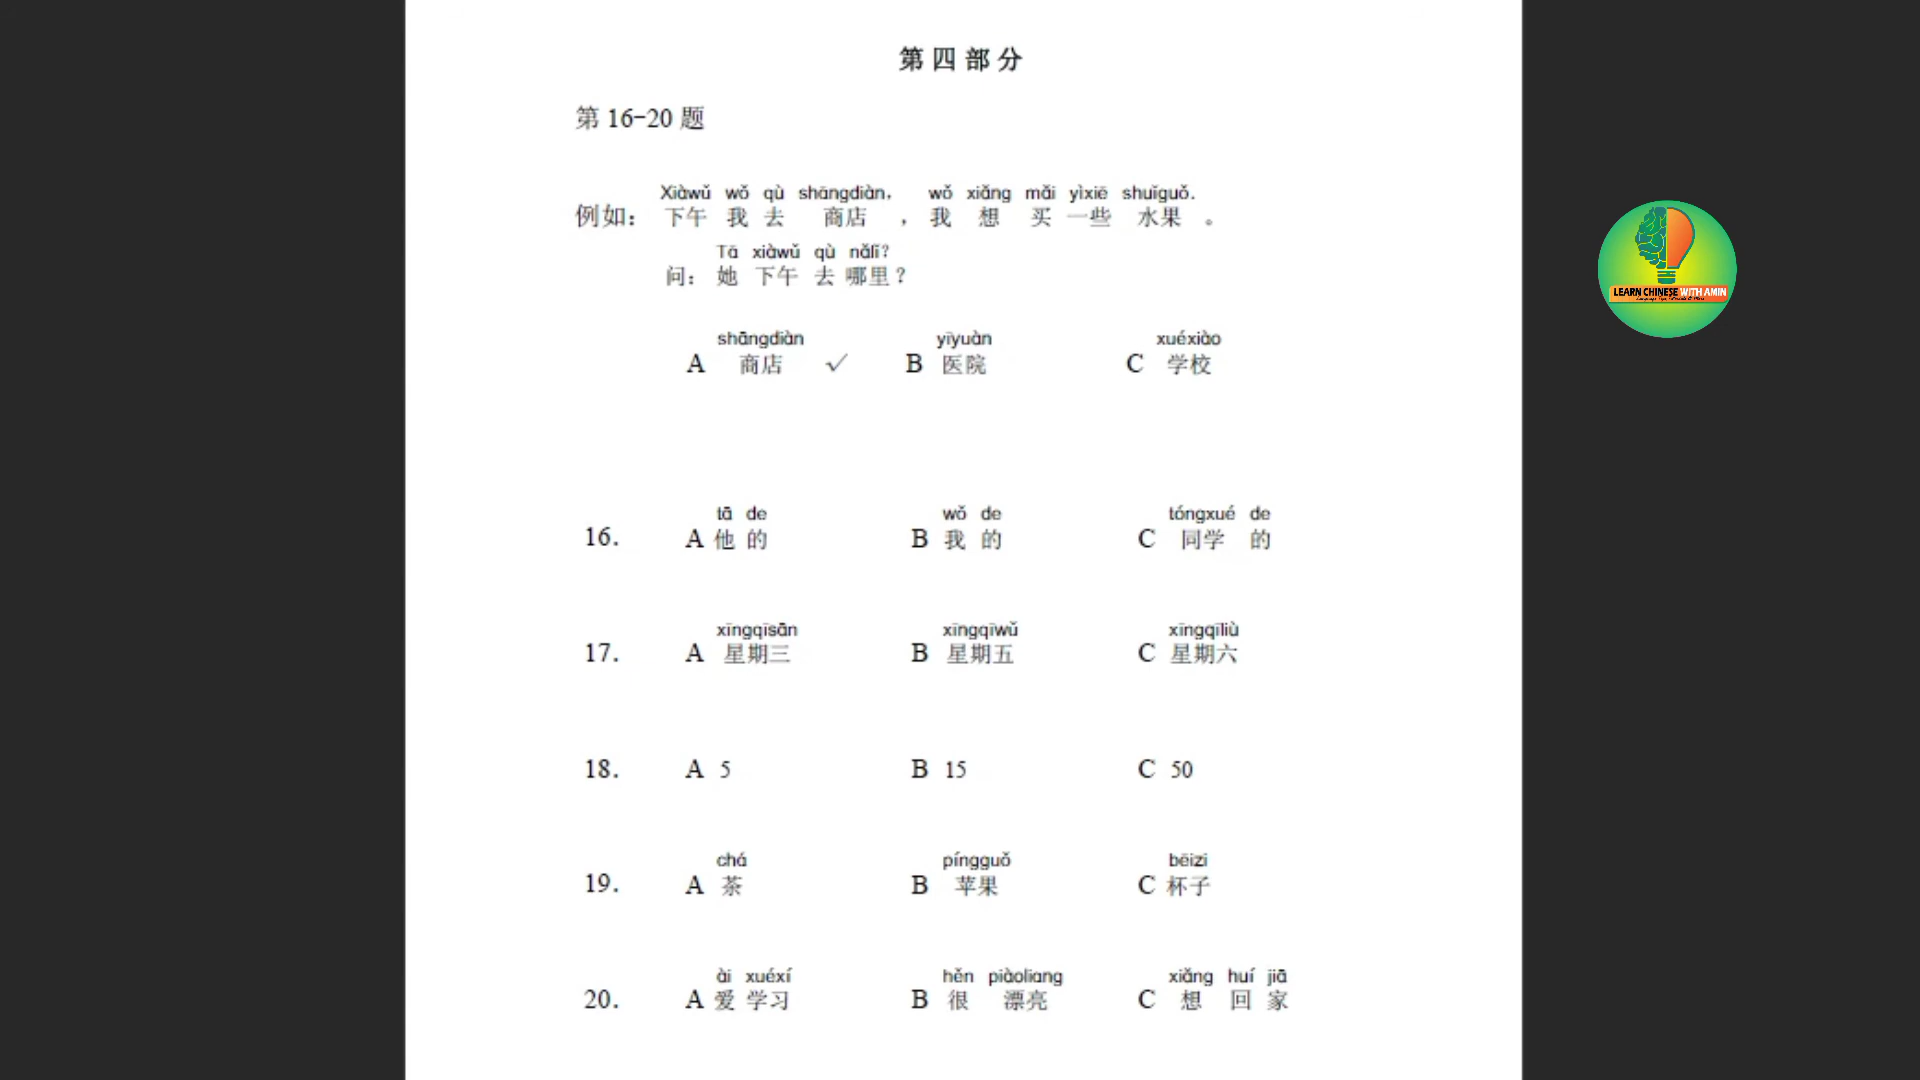 第四部分
第 16-20 题
Xiàwǔ wǒ qù shāngdiàn, wǒ xiǎng mǎi yìxiē shuǐguǒ.
例如： 下午 我 去 商店 ， 我 想 买 一些 水果 。
Tā xiàwǔ qù nǎlǐ?
问： 她 下午 去 哪里？
shāngdiàn yīyuàn xuéxiào
A 商店 ✓ B 医院 C 学校
tā de wǒ de tóngxué de
16. A 他 的 B 我 的 C 同学 的
xīngqīsān xīngqīwǔ xīngqīliù
17. A 星期三 B 星期五 C 星期六
18. A 5 B 15 C 50
chá píngguǒ bēizi
19. A 茶 B 苹果 C 杯子
ài xuéxí hěn piàoliang xiǎng huí jiā
20. A 爱 学习 B 很 漂亮 C 想 回 家
LEARN CHINESE WITH AMIN